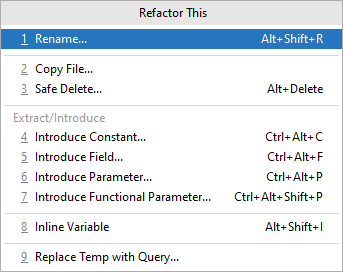 Refactor This
1 Rename... Alt+Shift+R
2 Copy File...
3 Safe Delete... Alt+Delete
Extract/Introduce
4 Introduce Constant... Ctrl+Alt+C
5 Introduce Field... Ctrl+Alt+F
6 Introduce Parameter... Ctrl+Alt+P
7 Introduce Functional Parameter... Ctrl+Alt+Shift+P
8 Inline Variable Alt+Shift+I
9 Replace Temp with Query...